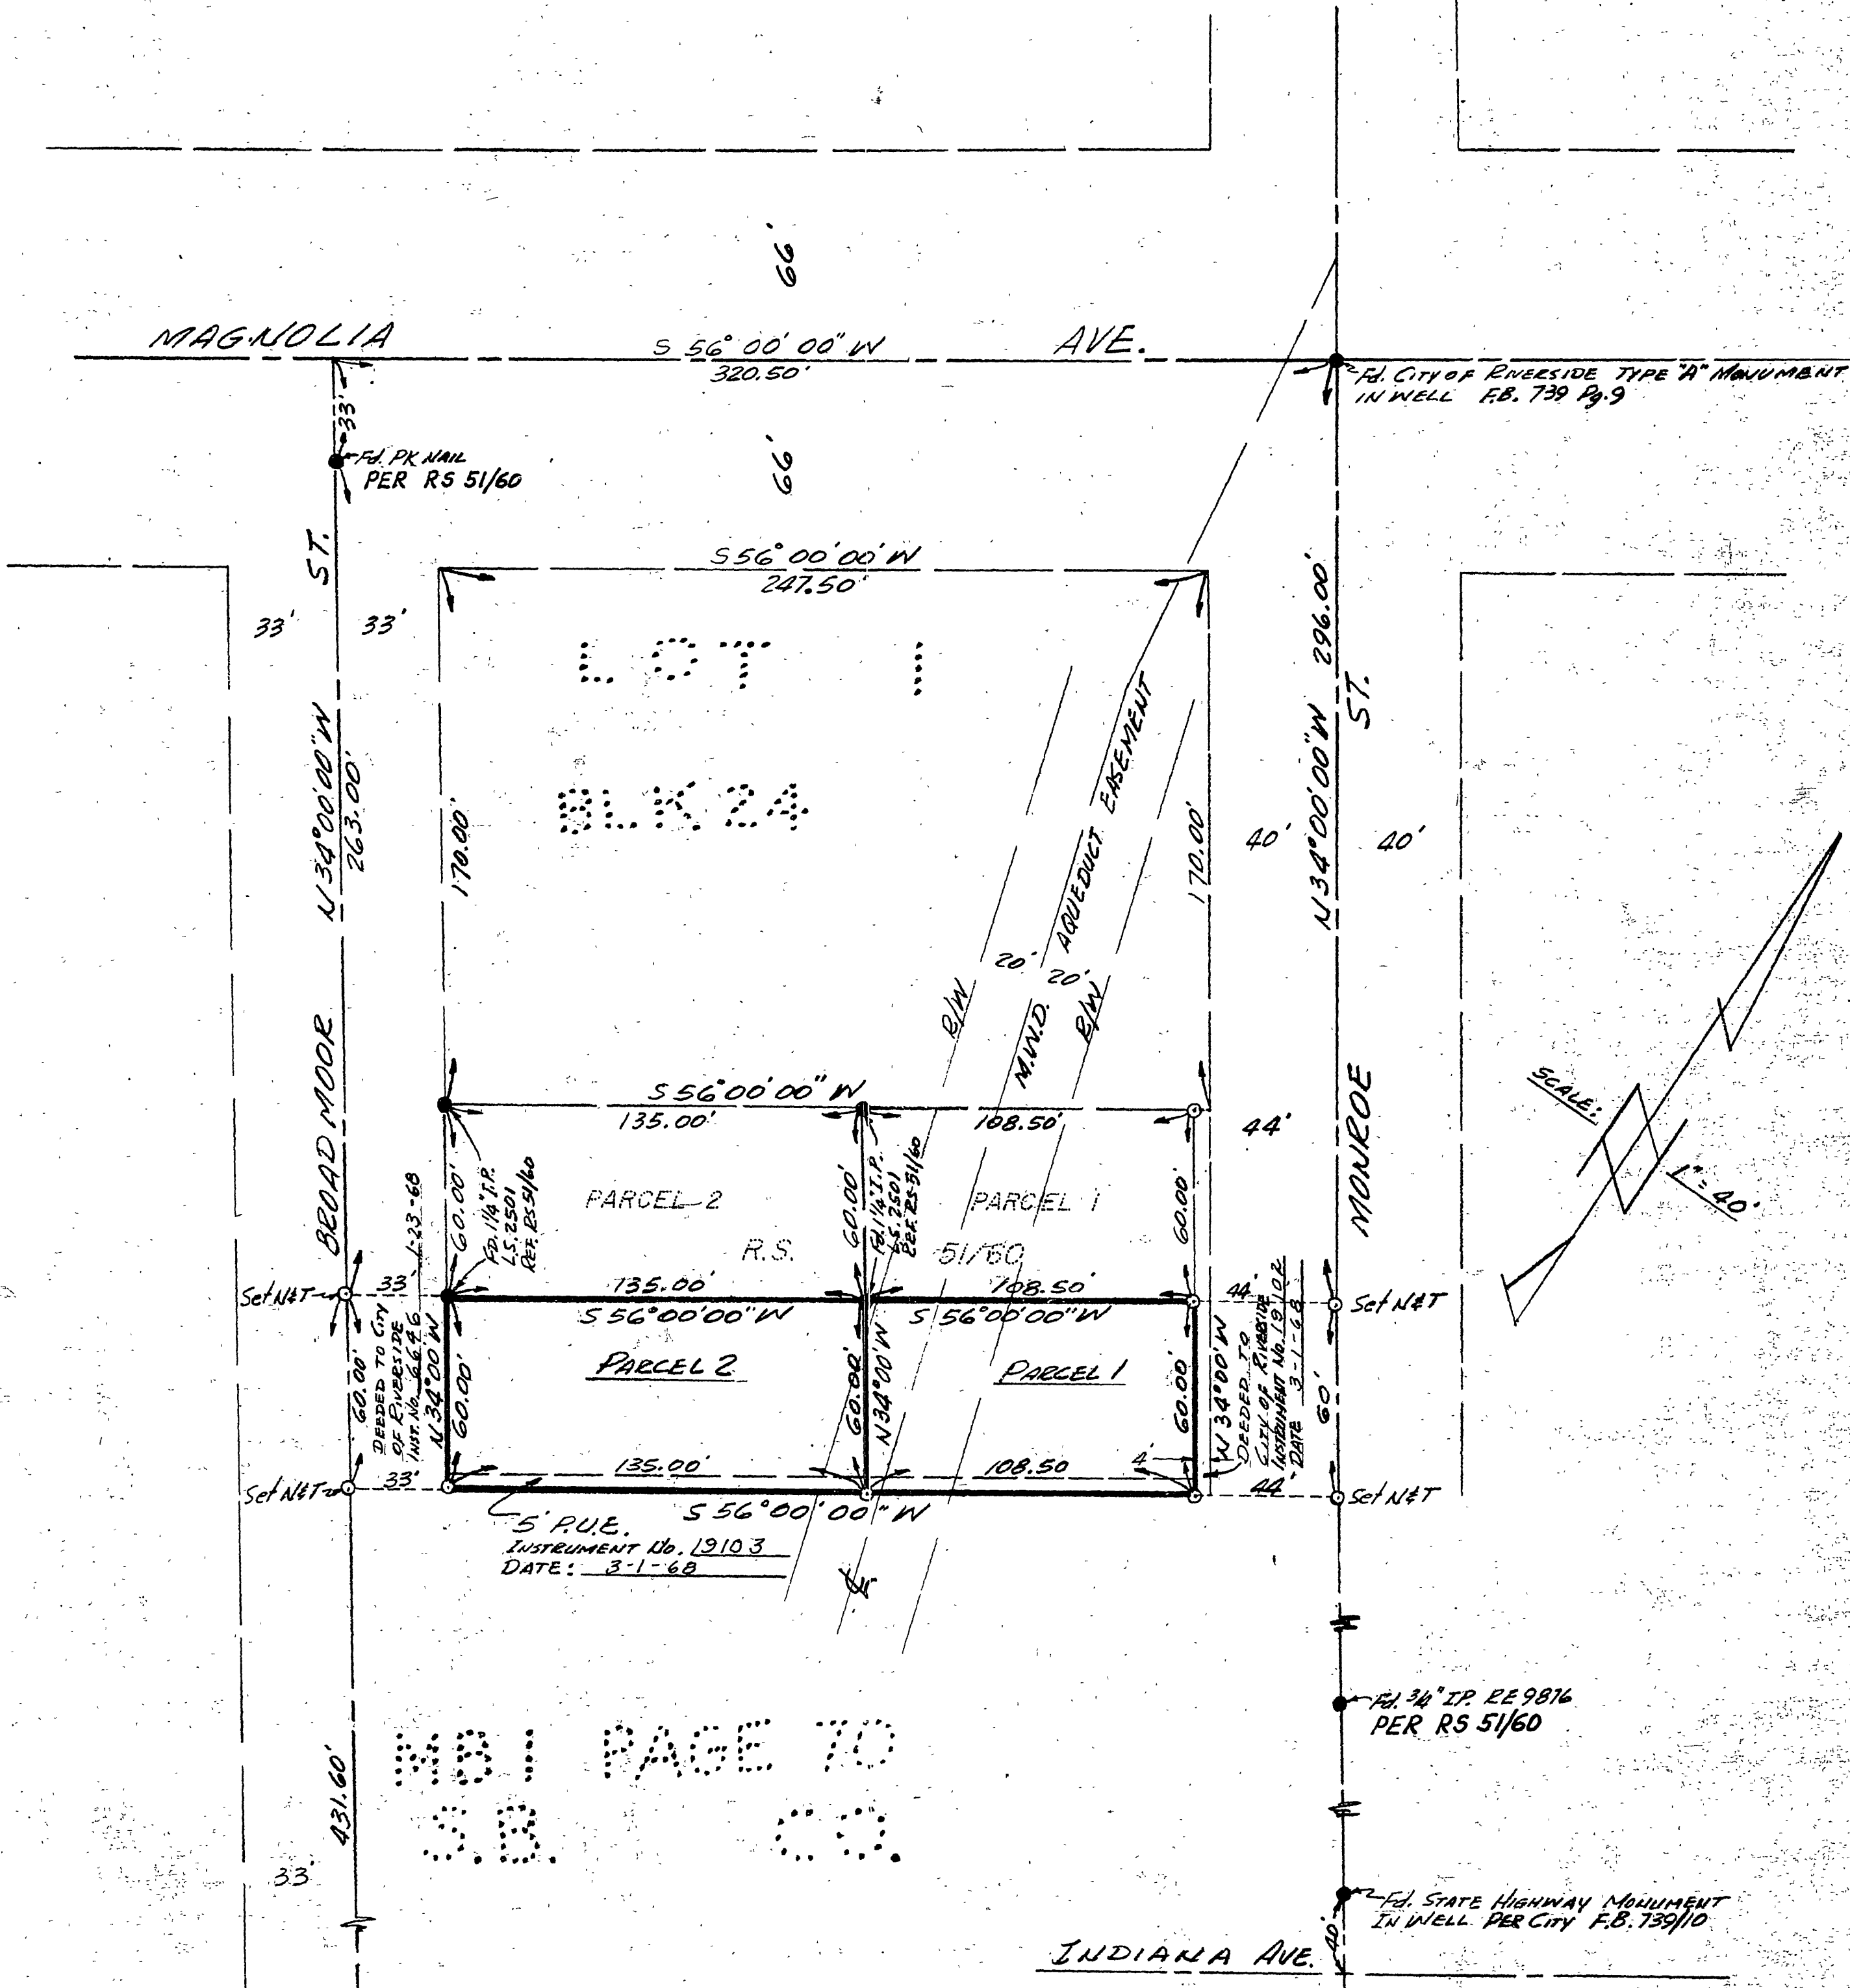 66'
MAGNOLIA
S 56° 00' 00" W
AVE.
320.50'
Fd. CITY OF RIVERSIDE TYPE "A" MONUMENT
IN WELL F.B. 739 Pg. 9
33'
Fd. PK NAIL
PER RS 51/60
66'
S 56° 00' 00" W
247.50'
33'
ST.
33'
LOT 1
BLK 24
N 34° 00' 00" W
263.00'
170.00'
M.W.D. AQUEDUCT EASEMENT
20'
20'
R/W
R/W
170.00'
40'
N 34° 00' 00" W 296.00'
ST.
40'
SCALE:
1" = 40'
BROADMOOR
S 56° 00' 00" W
135.00'
108.50'
44'
MONROE
60.00'
FD. 1¼" I.P.
L.S. 2501
REF. RS 51/60
PARCEL 2
60.00'
Fd. 1¼" I.P.
L.S. 2501
REF. RS 51/60
PARCEL 1
60.00'
R.S. 51/60
Set N&T
33'
135.00'
S 56° 00' 00" W
108.50'
S 56° 00' 00" W
44'
Set N&T
60.00'
DEEDED TO CITY
OF RIVERSIDE
INST. No. 6646 1-23-68
N 34° 00' 00" W
60.00'
PARCEL 2
60.00'
N 34° 00' 00" W
PARCEL 1
60.00'
N 34° 00' 00" W
DEEDED TO
CITY OF RIVERSIDE
INSTRUMENT No. 19102
DATE 3-1-68
60'
Set N&T
33'
135.00'
108.50
4'
44
Set N&T
S 56° 00' 00" W
5' P.U.E.
INSTRUMENT No. 19103
DATE: 3-1-68
℄
Fd. ¾" I.P. RE 9876
PER RS 51/60
MB 1 PAGE 70
S.B. CO.
431.60'
33'
Fd. STATE HIGHWAY MONUMENT
IN WELL PER CITY F.B. 739/10
40'
INDIANA AVE.